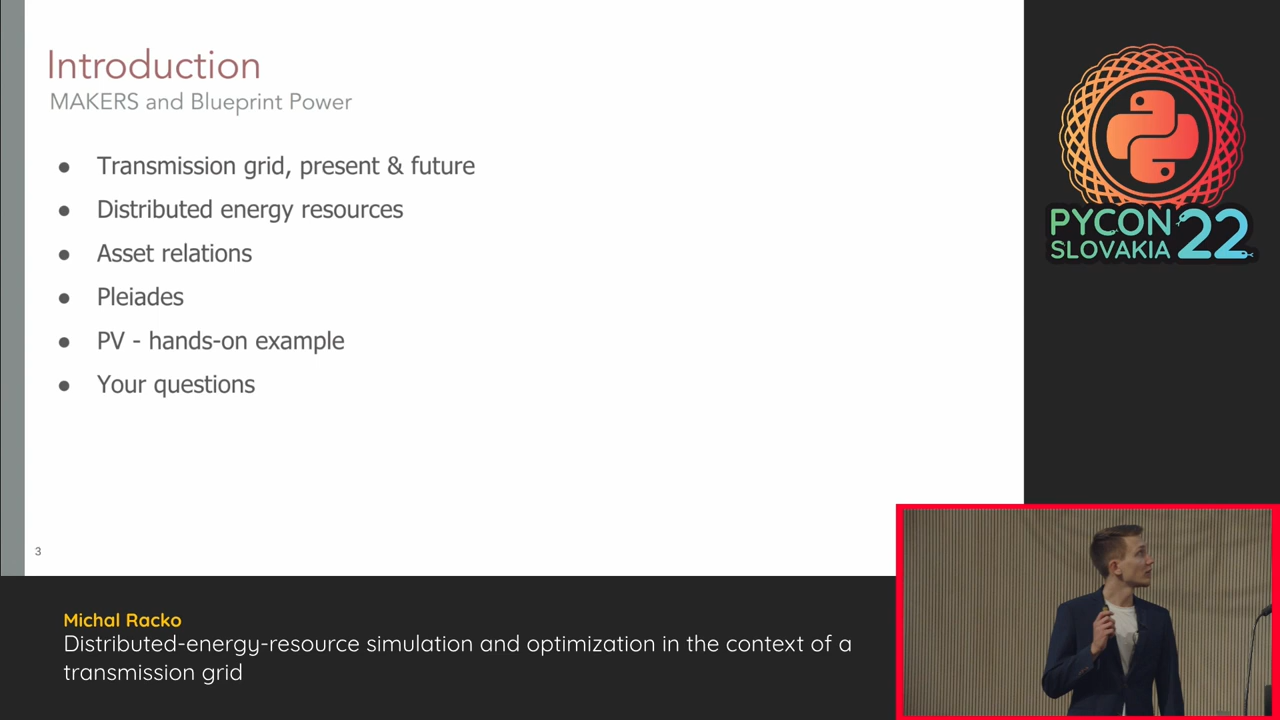 Introduction
MAKERS and Blueprint Power
● Transmission grid, present & future
● Distributed energy resources
● Asset relations
● Pleiades
● PV - hands-on example
● Your questions
3
PYCON
SLOVAKIA 22
Michal Racko
Distributed-energy-resource simulation and optimization in the context of a
transmission grid